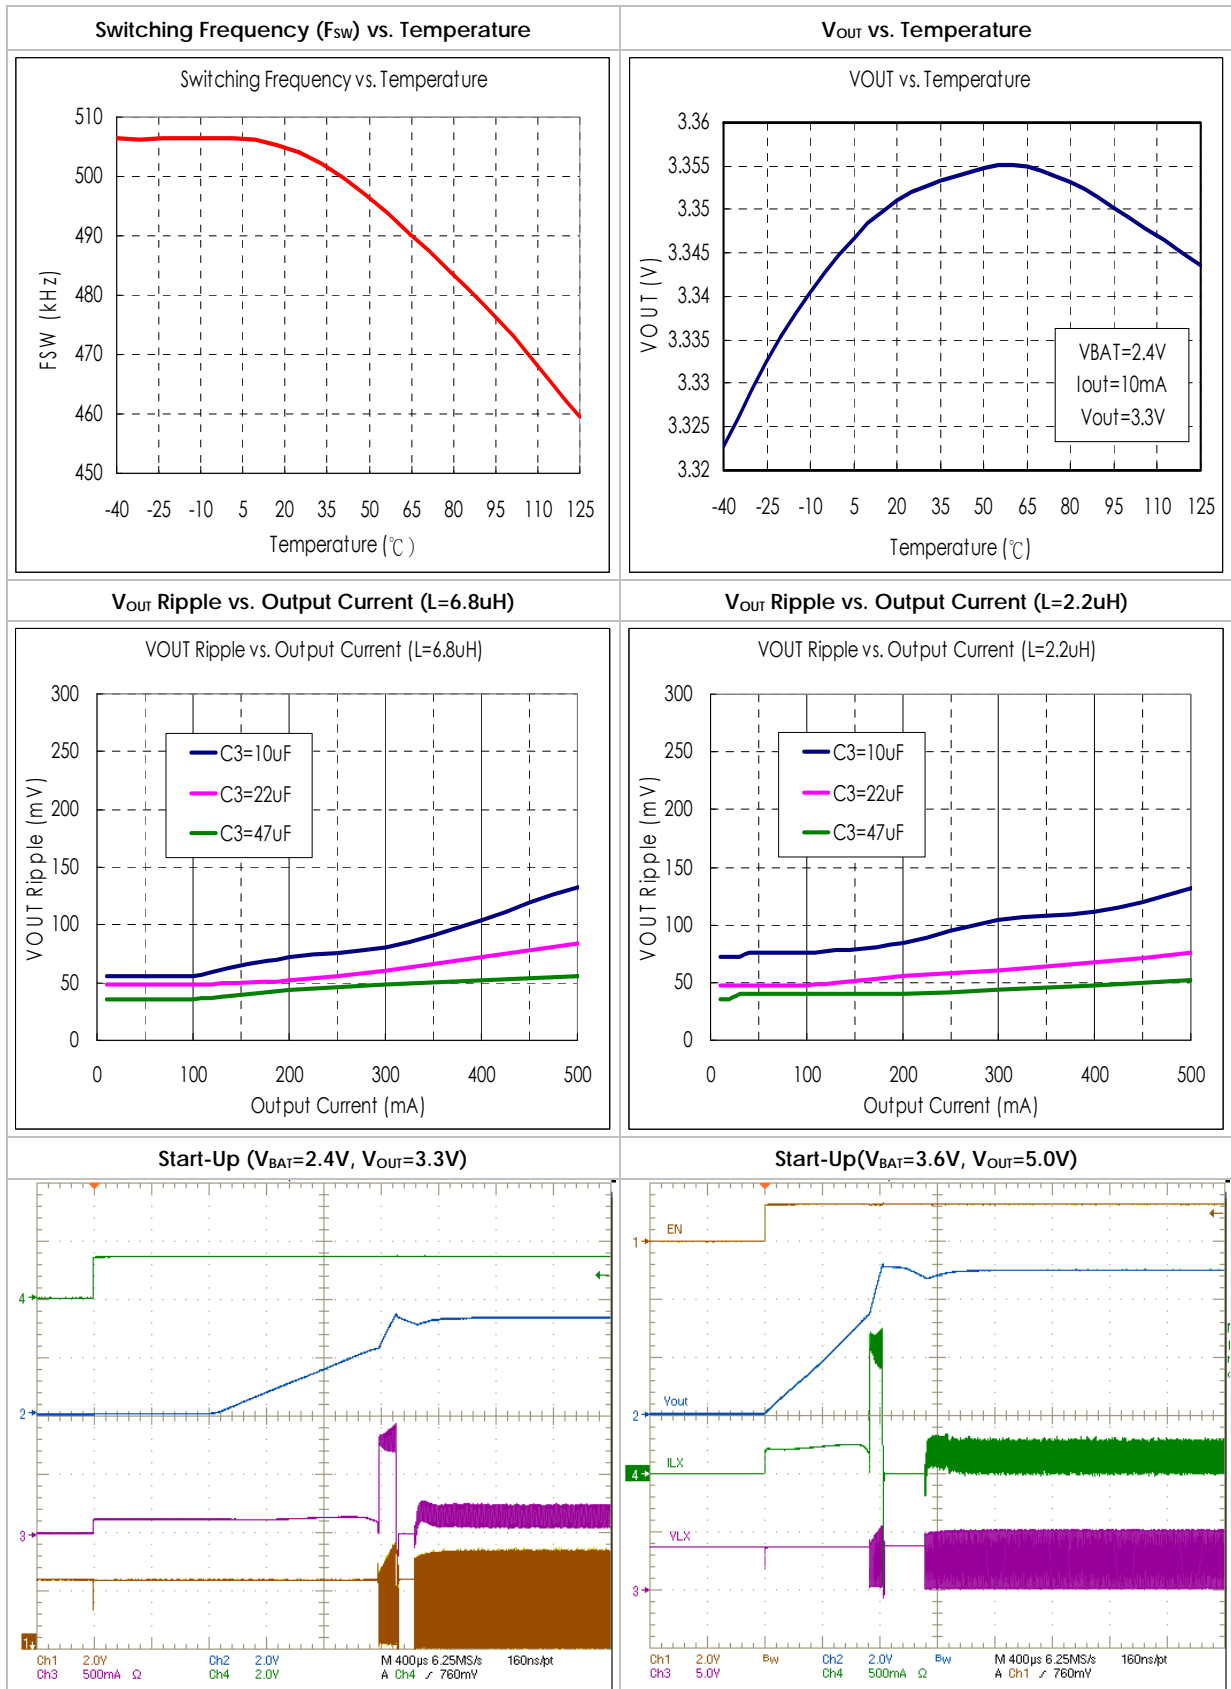 Switching Frequency (FSW) vs. Temperature
VOUT vs. Temperature
Switching Frequency vs. Temperature
510
500
490
480
470
460
450
FSW (kHz)
-40 -25 -10 5 20 35 50 65 80 95 110 125
Temperature (℃)
VOUT vs. Temperature
3.36
3.355
3.35
3.345
3.34
3.335
3.33
3.325
3.32
VOUT (V)
VBAT=2.4V
Iout=10mA
Vout=3.3V
-40 -25 -10 5 20 35 50 65 80 95 110 125
Temperature (℃)
VOUT Ripple vs. Output Current (L=6.8uH)
VOUT Ripple vs. Output Current (L=2.2uH)
VOUT Ripple vs. Output Current (L=6.8uH)
300
250
200
150
100
50
0
VOUT Ripple (mV)
C3=10uF
C3=22uF
C3=47uF
0 100 200 300 400 500
Output Current (mA)
VOUT Ripple vs. Output Current (L=2.2uH)
300
250
200
150
100
50
0
VOUT Ripple (mV)
C3=10uF
C3=22uF
C3=47uF
0 100 200 300 400 500
Output Current (mA)
Start-Up (VBAT=2.4V, VOUT=3.3V)
Start-Up(VBAT=3.6V, VOUT=5.0V)
4
2
3
1
Ch1 2.0V Ch2 2.0V M 400µs 6.25MS/s 160ns/pt
Ch3 500mA Ω Ch4 2.0V A Ch4 ∕ 760mV
EN
1
Vout
2
ILX
4
VLX
3
Ch1 2.0V Bw Ch2 2.0V Bw M 400µs 6.25MS/s 160ns/pt
Ch3 5.0V Ch4 500mA Ω A Ch1 ∕ 760mV